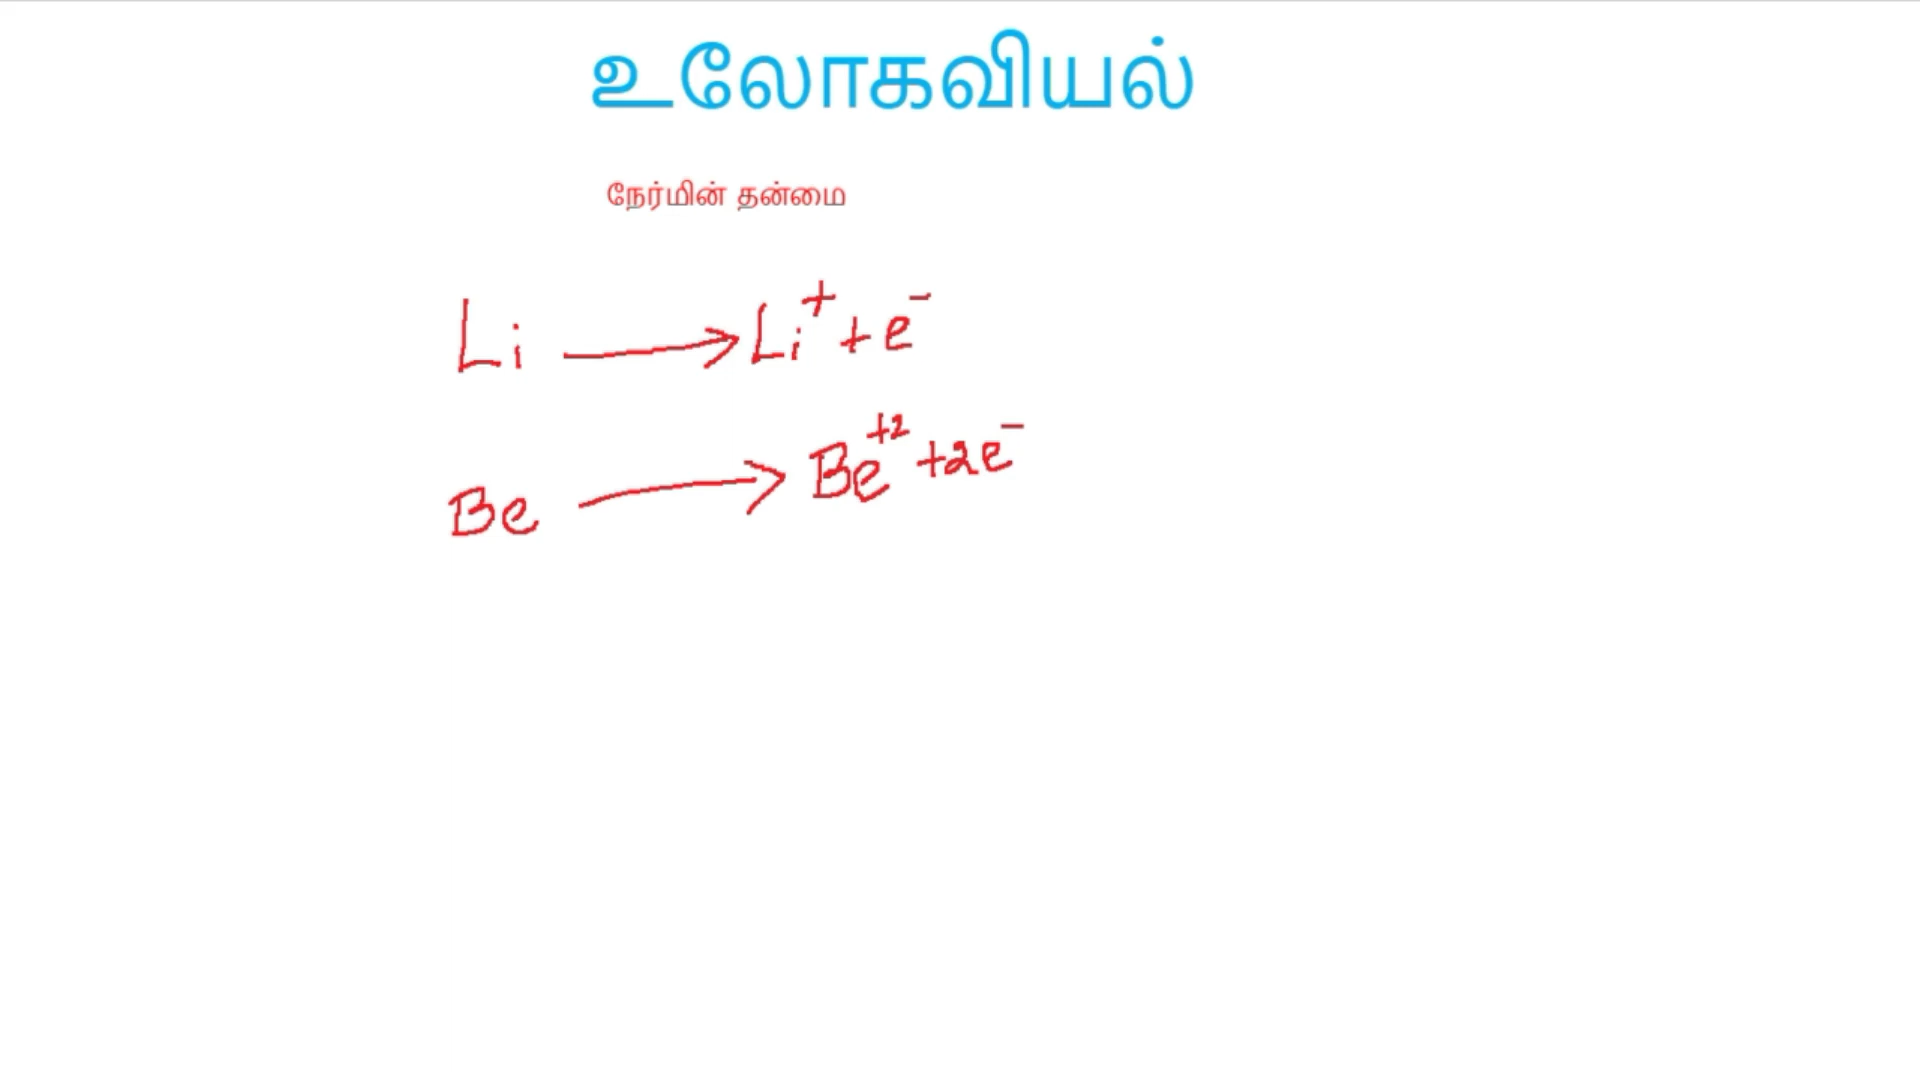 உலோகவியல்
நேர்மின் தன்மை
Li ⟶ Li⁺ + e⁻
Be ⟶ Be⁺² + 2e⁻